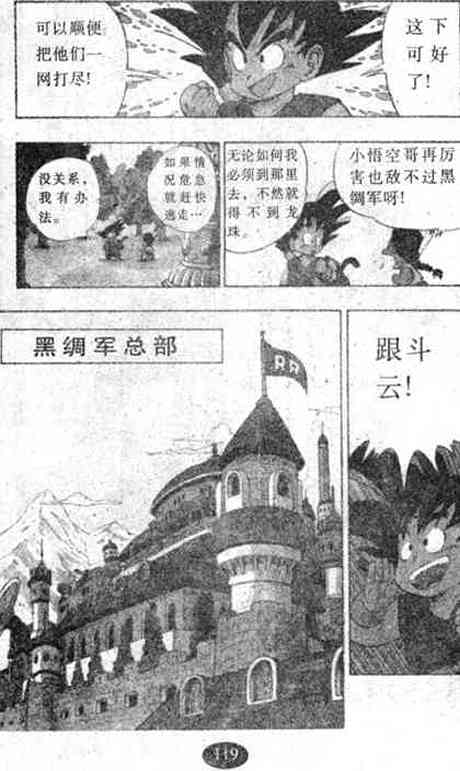 这下
可好
了!
可以顺便
把他们一
网打尽!
小悟空哥再厉
害也敌不过黑
绸军呀!
无论如何我
必须到那里
去，不然就
得不到龙
珠。
如果情
况危急
就赶快
逃走…
没关系，
我有办
法。
跟斗
云!
黑绸军总部
RR
119